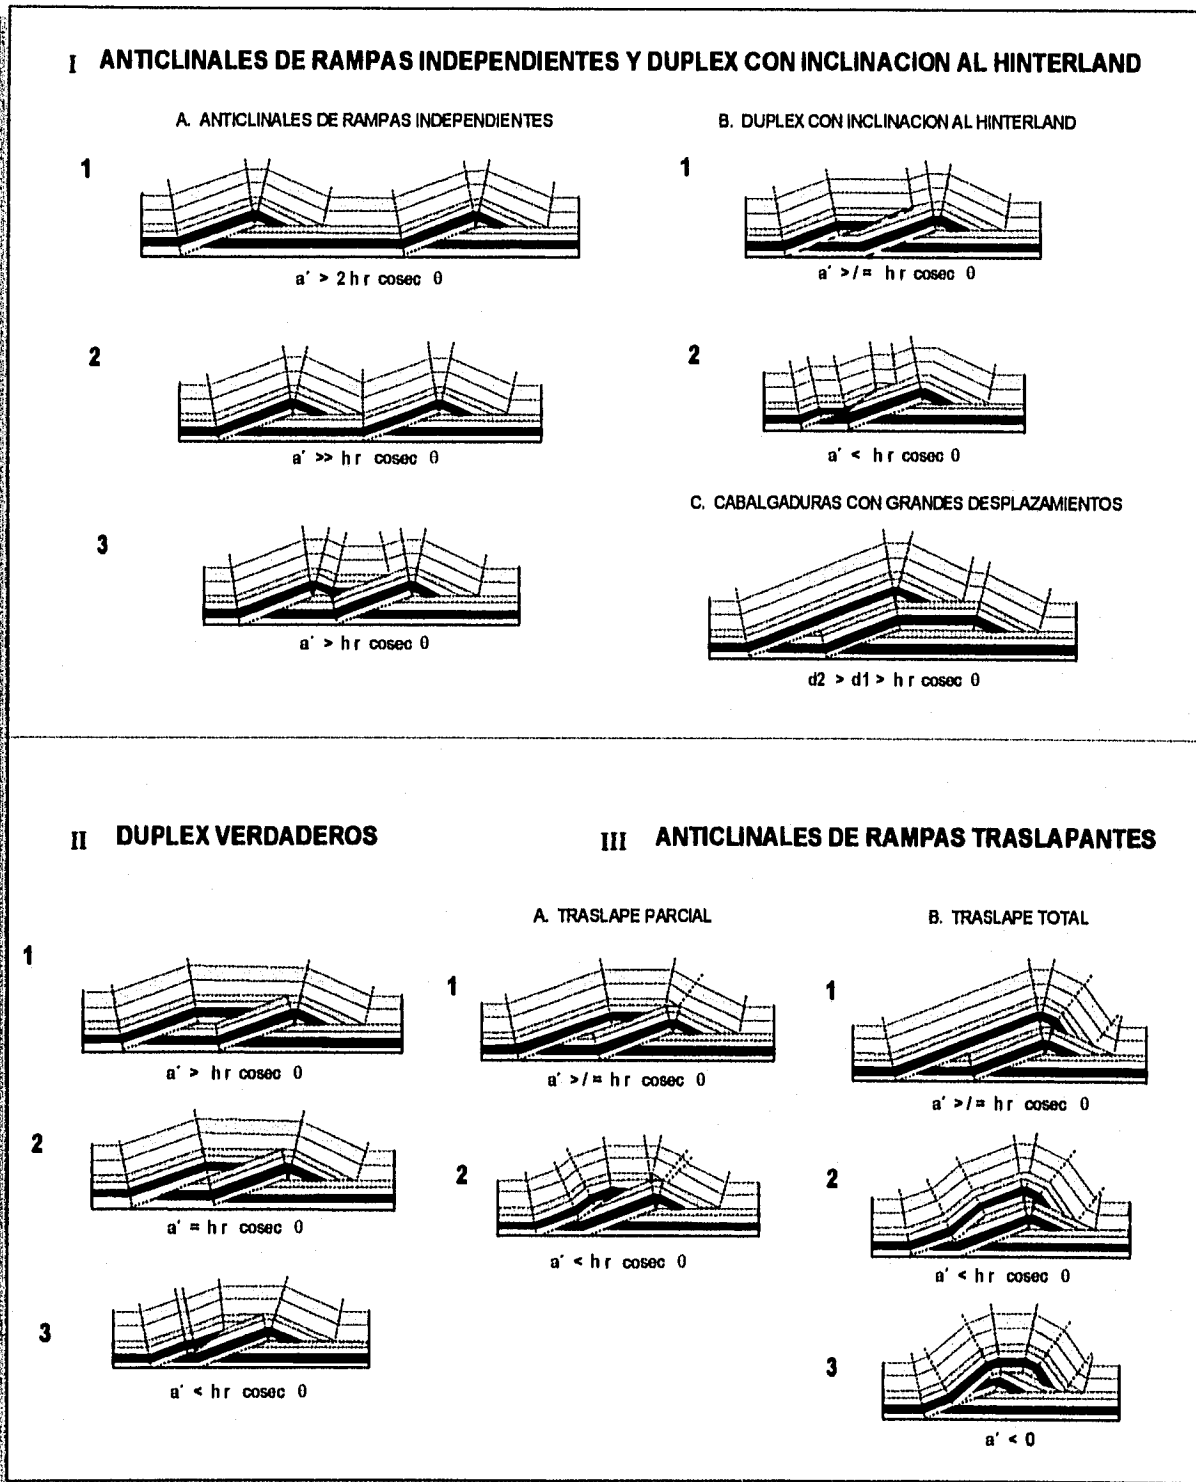 I ANTICLINALES DE RAMPAS INDEPENDIENTES Y DUPLEX CON INCLINACION AL HINTERLAND
A. ANTICLINALES DE RAMPAS INDEPENDIENTES
1
a' > 2 h r cosec θ
2
a' >> h r cosec θ
3
a' > h r cosec θ
B. DUPLEX CON INCLINACION AL HINTERLAND
1
a' >/= h r cosec θ
2
a' < h r cosec θ
C. CABALGADURAS CON GRANDES DESPLAZAMIENTOS
d2 > d1 > h r cosec θ
II DUPLEX VERDADEROS
1
a' > h r cosec θ
2
a' = h r cosec θ
3
a' < h r cosec θ
III ANTICLINALES DE RAMPAS TRASLAPANTES
A. TRASLAPE PARCIAL
1
a' >/= h r cosec θ
2
a' < h r cosec θ
B. TRASLAPE TOTAL
1
a' >/= h r cosec θ
2
a' < h r cosec θ
3
a' < 0